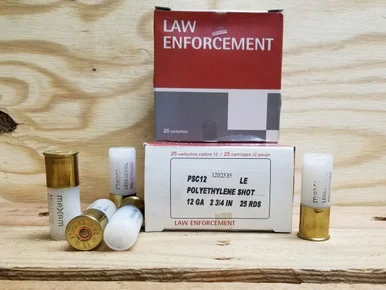 LAW
ENFORCEMENT
25 cartouches
25 cartouches calibre 12 / 25 cartridges 12 gauge
1202535
PSC12 LE
POLYETHYLENE SHOT
12 GA 2 3/4 IN 25 RDS
LAW ENFORCEMENT
maxam